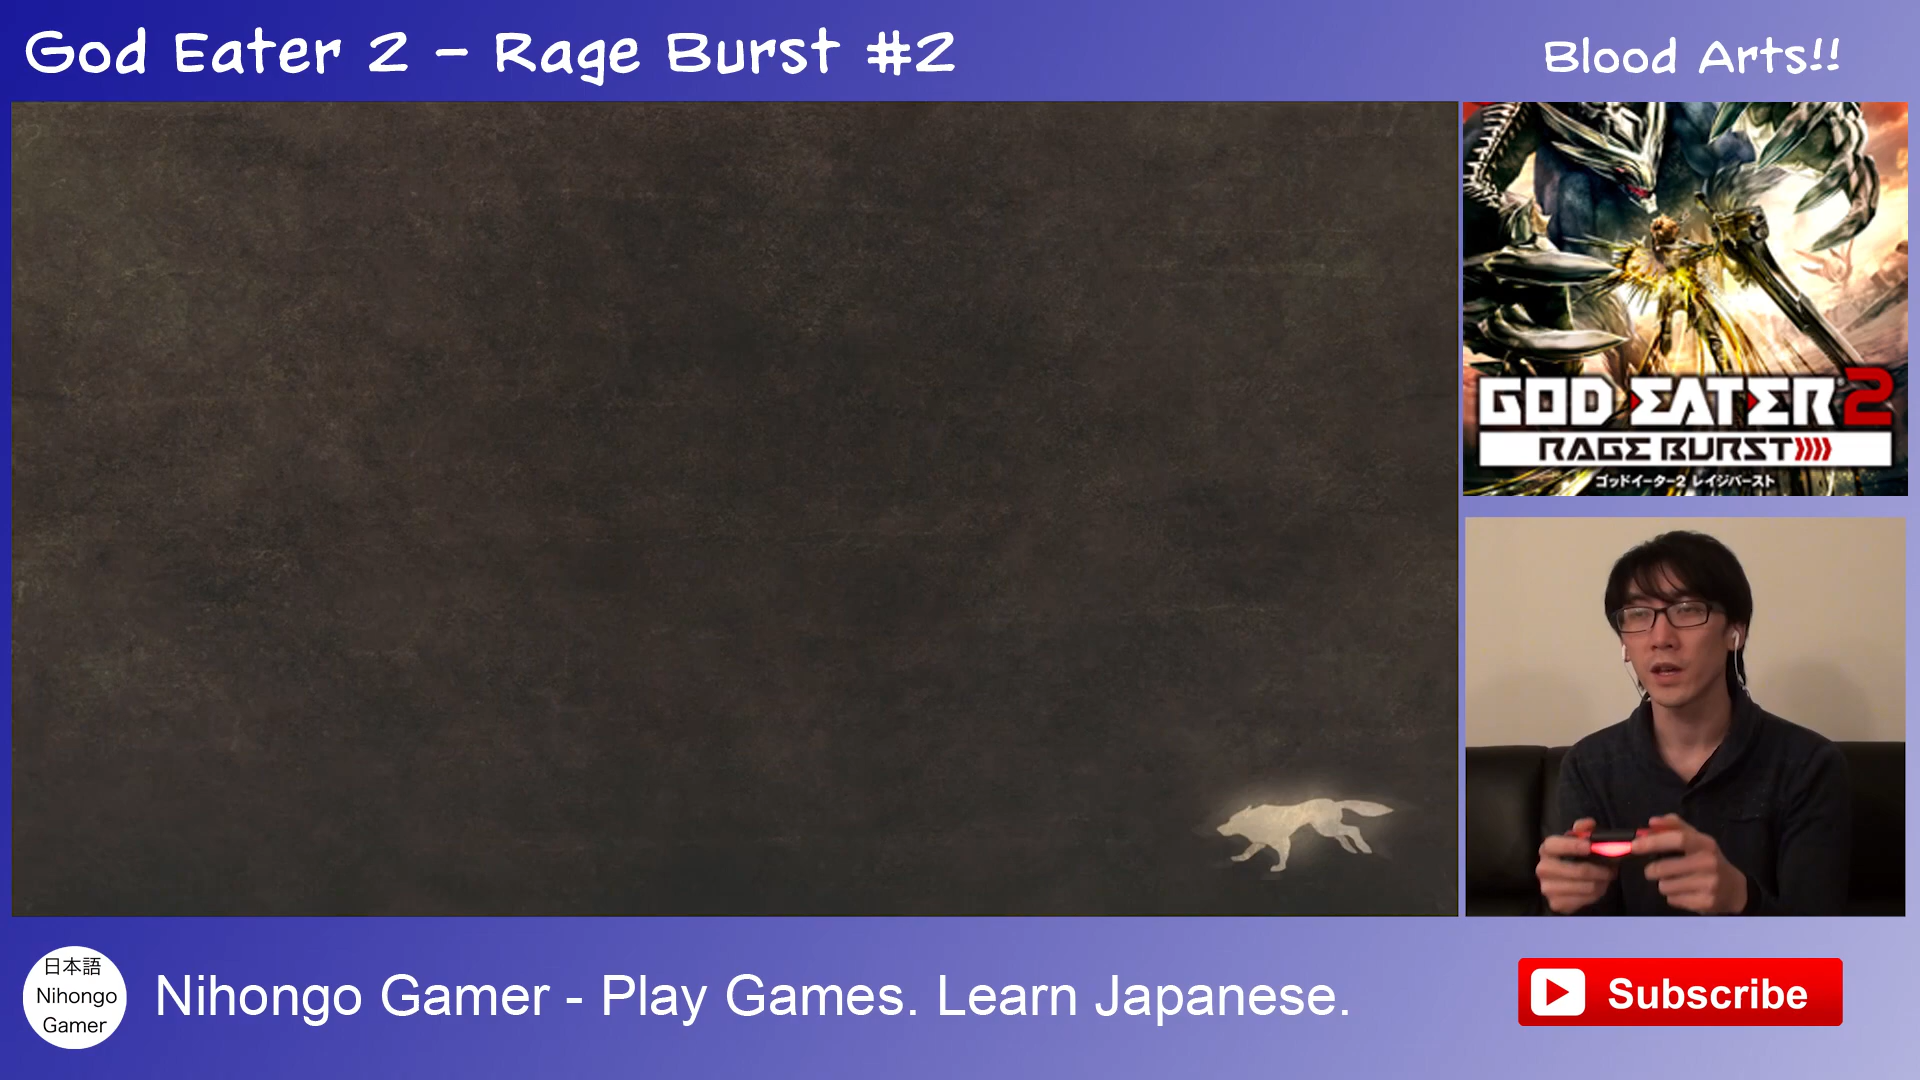 God Eater 2 - Rage Burst #2
Blood Arts!!
GOD EATER 2
RAGE BURST
ゴッドイーター2 レイジバースト
日本語
Nihongo
Gamer
Nihongo Gamer - Play Games. Learn Japanese.
Subscribe